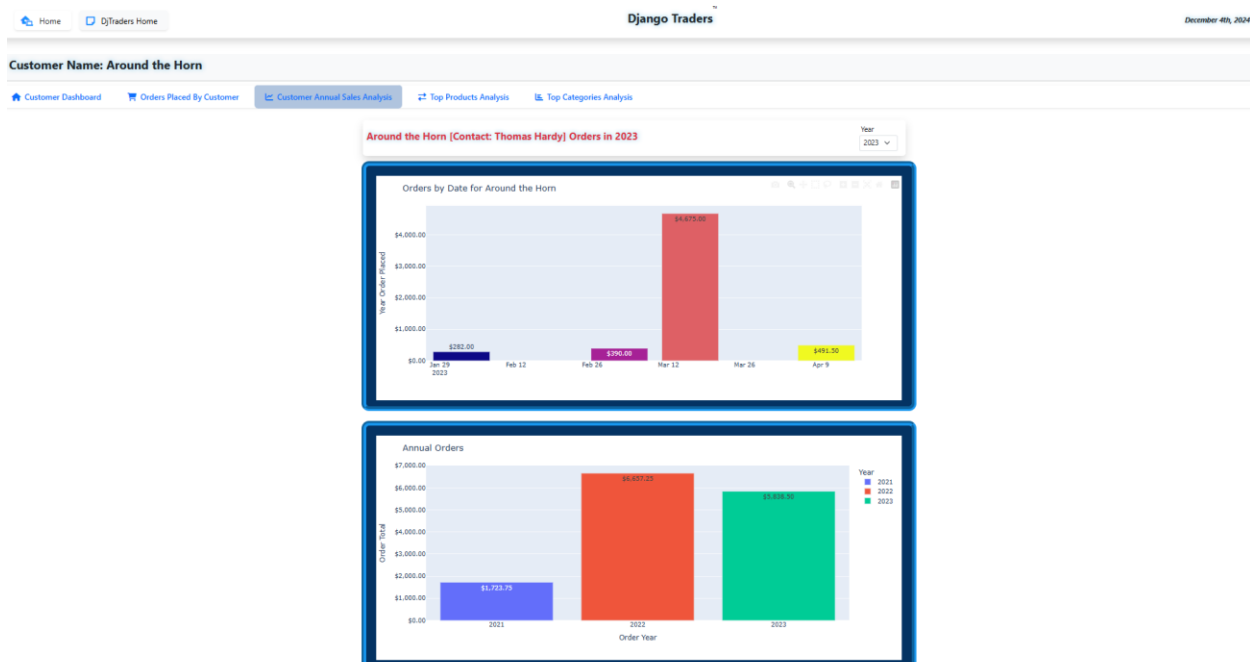 Home
DjTraders Home
Django Traders
December 4th, 2024
Customer Name: Around the Horn
Customer Dashboard
Orders Placed By Customer
Customer Annual Sales Analysis
Top Products Analysis
Top Categories Analysis
Around the Horn [Contact: Thomas Hardy] Orders in 2023
Year
2023
Orders by Date for Around the Horn
Year Order Placed
$4,000.00
$3,000.00
$2,000.00
$1,000.00
$0.00
$282.00
$390.00
$4,675.00
$491.50
Jan 29
2023
Feb 12
Feb 26
Mar 12
Mar 26
Apr 9
Annual Orders
Order Total
$7,000.00
$6,000.00
$5,000.00
$4,000.00
$3,000.00
$2,000.00
$1,000.00
$0.00
$1,723.75
$6,657.25
$5,838.50
2021
2022
2023
Order Year
Year
2021
2022
2023